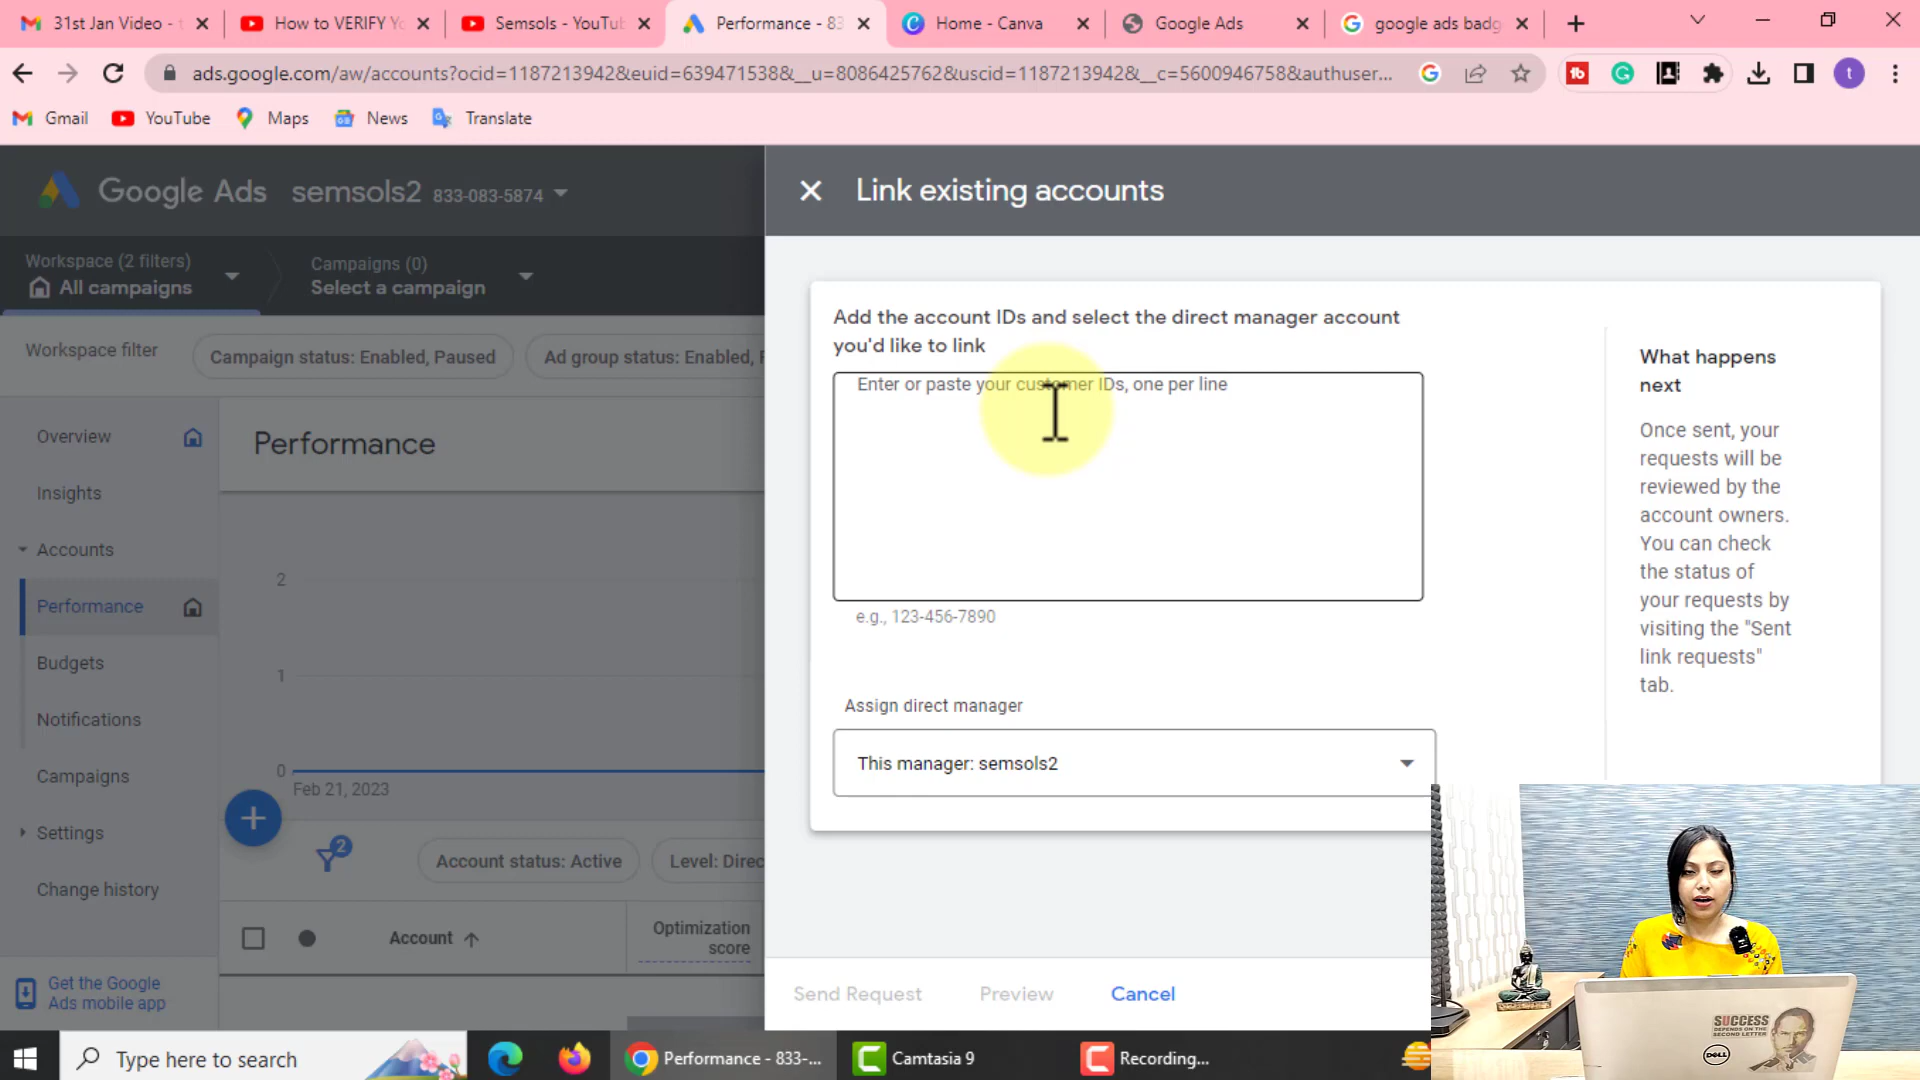 31st Jan Video -
How to VERIFY Yo
Semsols - YouTub
Performance - 83
Home - Canva
Google Ads
google ads badg
ads.google.com/aw/accounts?ocid=1187213942&euid=639471538&__u=8086425762&uscid=1187213942&__c=5600946758&authuser...
t
Gmail
YouTube
Maps
News
Translate
Google Ads
semsols2 833-083-5874
Link existing accounts
Workspace (2 filters)
All campaigns
Campaigns (0)
Select a campaign
Workspace filter
Campaign status: Enabled, Paused
Ad group status: Enabled,
Add the account IDs and select the direct manager account
you'd like to link
Enter or paste your customer IDs, one per line
e.g., 123-456-7890
Assign direct manager
This manager: semsols2
What happens
next
Once sent, your
requests will be
reviewed by the
account owners.
You can check
the status of
your requests by
visiting the "Sent
link requests"
tab.
Overview
Insights
Accounts
Performance
Budgets
Notifications
Campaigns
Settings
Change history
Get the Google
Ads mobile app
Performance
2
1
0
Feb 21, 2023
2
Account status: Active
Level: Direc
Account
Optimization
score
Send Request
Preview
Cancel
SUCCESS
DEPENDS ON THE
SECOND LETTER
DELL
Type here to search
Performance - 833-...
Camtasia 9
Recording...